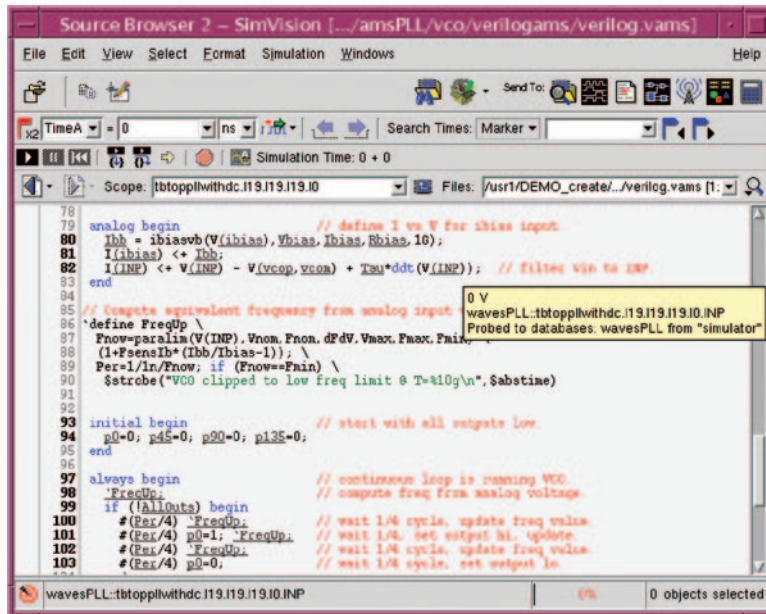 Source Browser 2 – SimVision [.../amsPLL/vco/verilogams/verilog.vams]
File Edit View Select Format Simulation Windows Help
Send To:
x2 TimeA = 0 ns Search Times: Marker
Simulation Time: 0 + 0
Scope: tbtoppllwithdc.I19.I19.I19.I0 Files: /usr1/DEMO_create/.../verilog.vams [1:
78
79 analog begin // define I vs V for ibias input.
80 Ibb = ibiasvb(V(ibias),Vbias,Ibias,Rbias,1G);
81 I(ibias) <+ Ibb;
82 I(INP) <+ V(INP) - V(vcop,vcom) + Tau*ddt(V(INP)); // filter vin to INP.
83 end
84
85 // Compute equivalent frequency from analog input
86 `define FreqUp \
87 Fnow=paralim(V(INP),Vnom,Fnom,dFdV,Vmax,Fmax,Fmin) \
88 (1+FsensIb*(Ibb/Ibias-1)); \
89 Per=1/1n/Fnow; if (Fnow==Fmin) \
90 $strobe("VCO clipped to low freq limit @ T=%10g\n",$abstime)
91
92
93 initial begin // start with all outputs low.
94 p0=0; p45=0; p90=0; p135=0;
95 end
96
97 always begin // continuous loop is running VCO.
98 `FreqUp; // compute freq from analog voltage.
99 if (!AllOuts) begin
100 #(Per/4) `FreqUp; // wait 1/4 cycle, update freq value.
101 #(Per/4) p0=1; `FreqUp; // wait 1/4, set output hi, update.
102 #(Per/4) `FreqUp; // wait 1/4 cycle, update freq value.
103 #(Per/4) p0=0; // wait 1/4 cycle, set output lo.
0 V
wavesPLL::tbtoppllwithdc.I19.I19.I19.I0.INP
Probed to databases: wavesPLL from "simulator"
wavesPLL::tbtoppllwithdc.I19.I19.I19.I0.INP 0% 0 objects selected